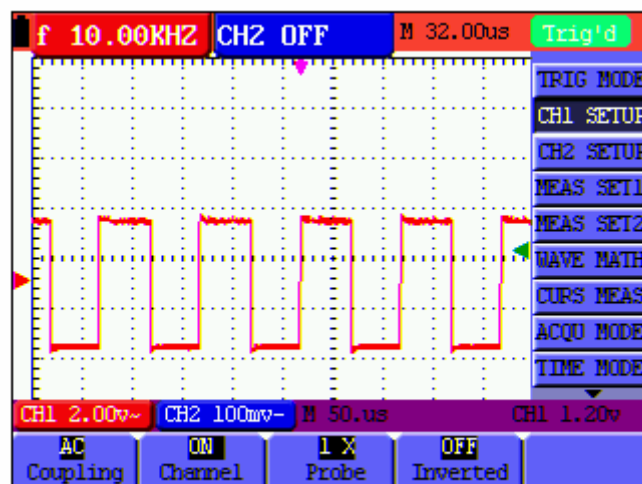 f 10.00KHZ CH2 OFF M 32.00us Trig'd
TRIG MODE
CH1 SETUP
CH2 SETUP
MEAS SET1
MEAS SET2
WAVE MATH
CURS MEAS
ACQU MODE
TIME MODE
CH1 2.00v~ CH2 100mv- M 50.us CH1 1.20v
AC ON 1 X OFF
Coupling Channel Probe Inverted